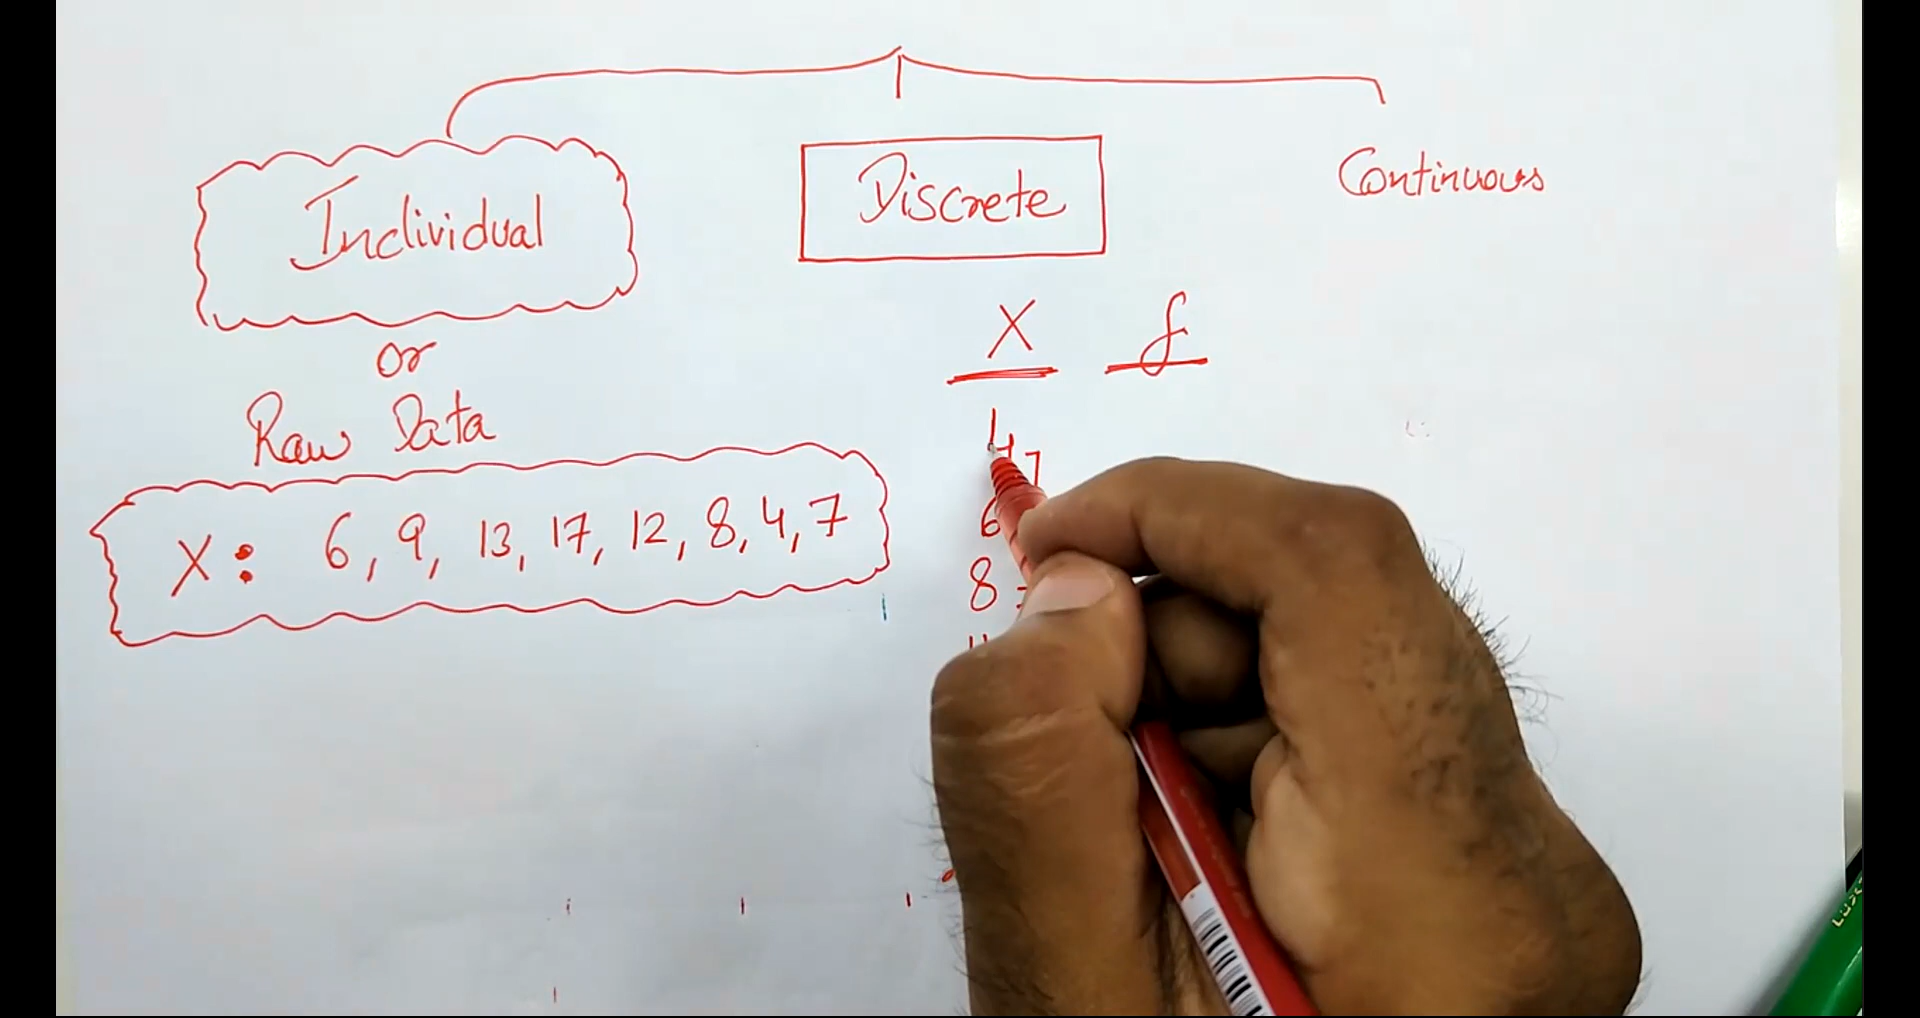 Individual
Discrete
Continuous
or
Raw Data
X: 6, 9, 13, 17, 12, 8, 4, 7
X f
4
6
8